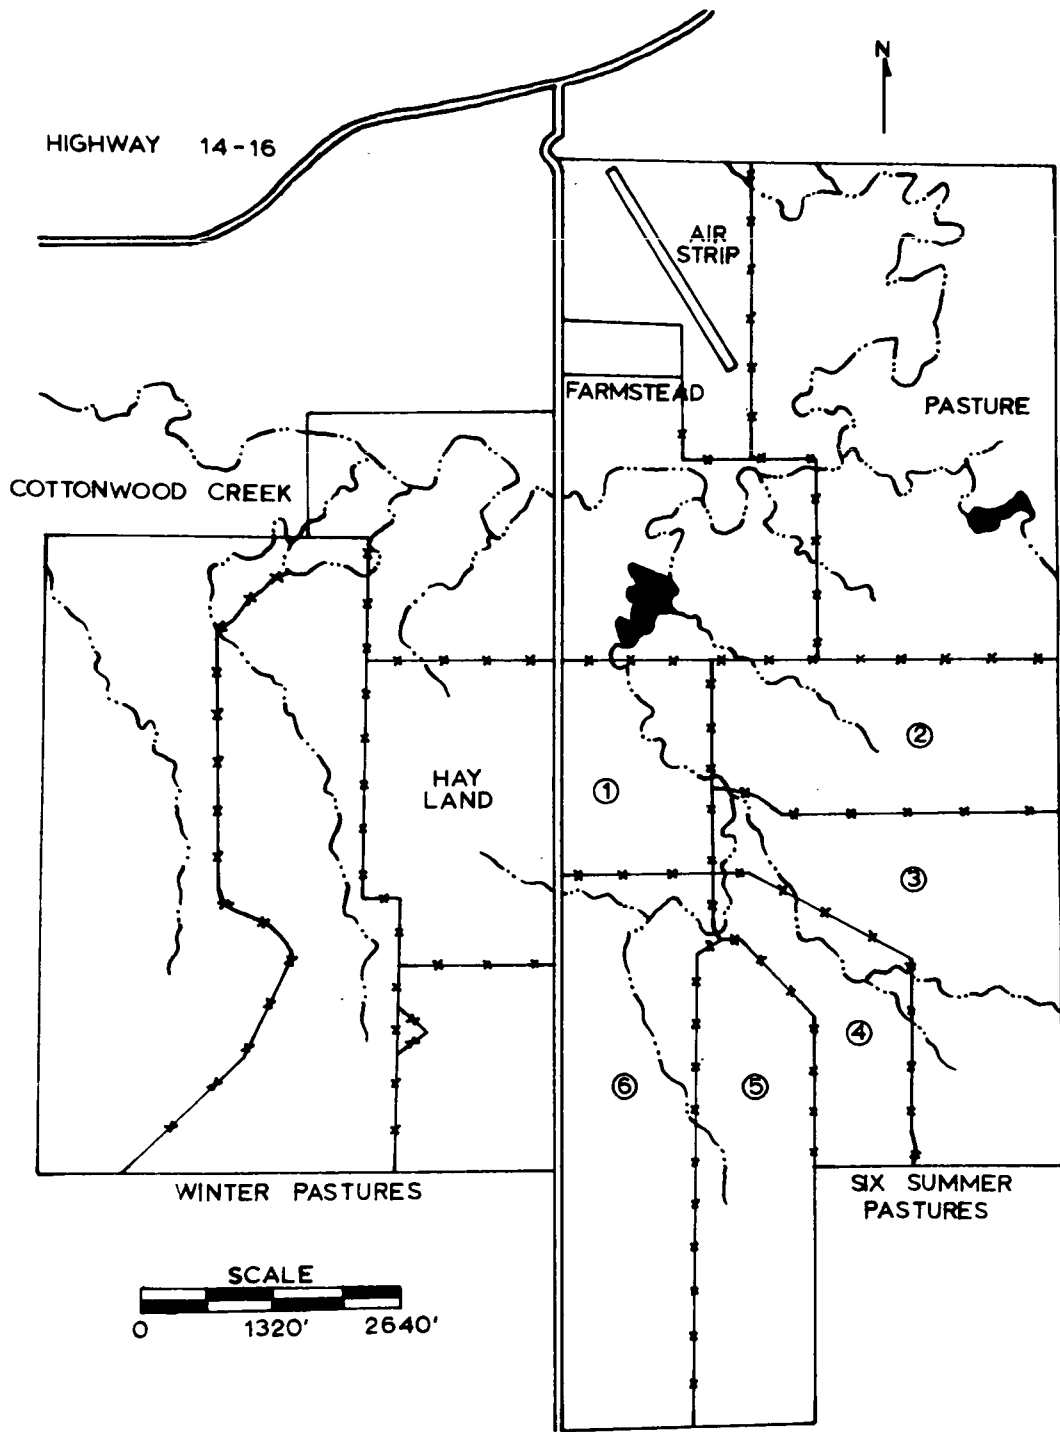 N
HIGHWAY 14-16
AIR
STRIP
FARMSTEAD
PASTURE
COTTONWOOD CREEK
HAY
LAND
1
2
3
4
5
6
WINTER PASTURES
SIX SUMMER
PASTURES
SCALE
0 1320' 2640'